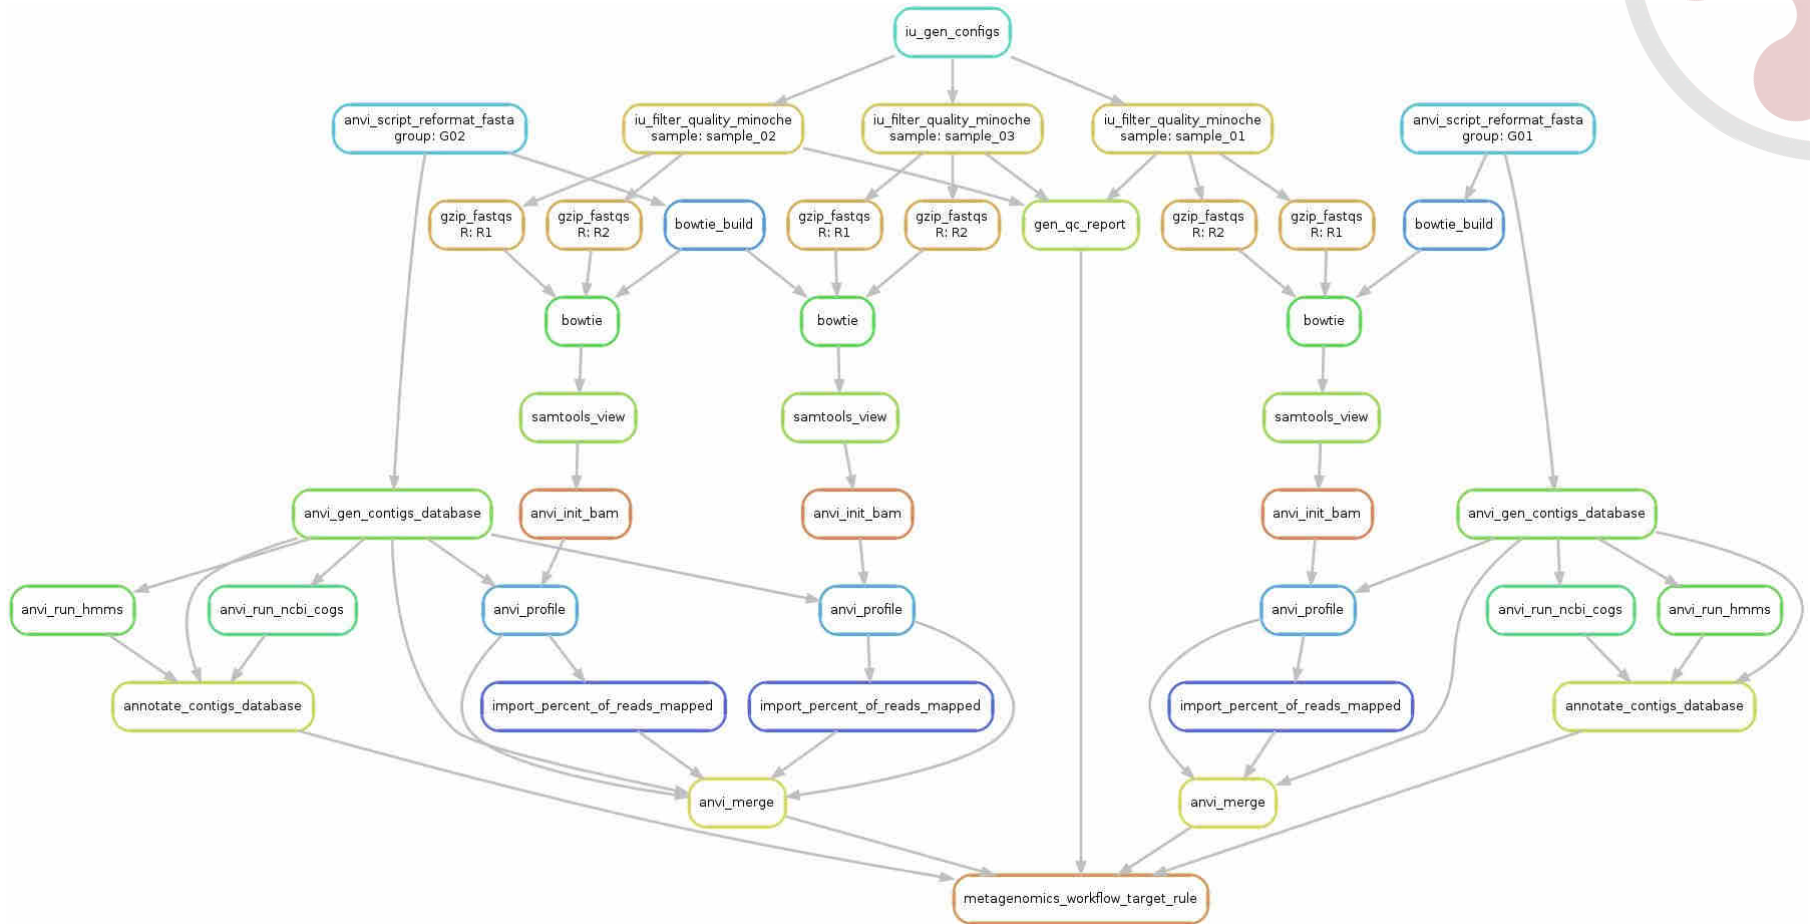 iu_gen_configs
anvi_script_reformat_fasta
group: G02
iu_filter_quality_minoche
sample: sample_02
iu_filter_quality_minoche
sample: sample_03
iu_filter_quality_minoche
sample: sample_01
anvi_script_reformat_fasta
group: G01
gzip_fastqs
R: R1
gzip_fastqs
R: R2
bowtie_build
gzip_fastqs
R: R1
gzip_fastqs
R: R2
gen_qc_report
gzip_fastqs
R: R2
gzip_fastqs
R: R1
bowtie_build
bowtie
bowtie
bowtie
samtools_view
samtools_view
samtools_view
anvi_gen_contigs_database
anvi_init_bam
anvi_init_bam
anvi_init_bam
anvi_gen_contigs_database
anvi_run_hmms
anvi_run_ncbi_cogs
anvi_profile
anvi_profile
anvi_profile
anvi_run_ncbi_cogs
anvi_run_hmms
annotate_contigs_database
import_percent_of_reads_mapped
import_percent_of_reads_mapped
import_percent_of_reads_mapped
annotate_contigs_database
anvi_merge
anvi_merge
metagenomics_workflow_target_rule